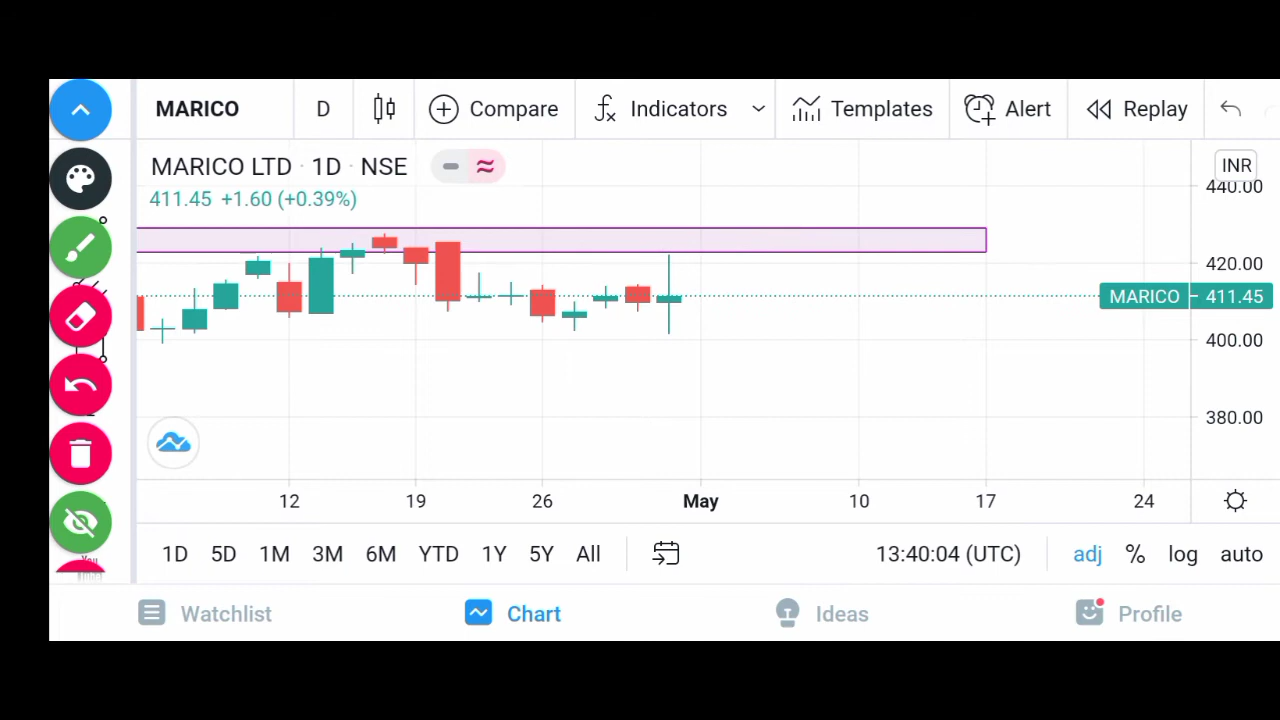 MARICO D Compare Indicators Templates Alert Replay
MARICO LTD · 1D · NSE
INR
411.45 +1.60 (+0.39%)
440.00
420.00
MARICO 411.45
400.00
380.00
12 19 26 May 10 17 24
1D 5D 1M 3M 6M YTD 1Y 5Y All 13:40:04 (UTC) adj % log auto
Watchlist Chart Ideas Profile